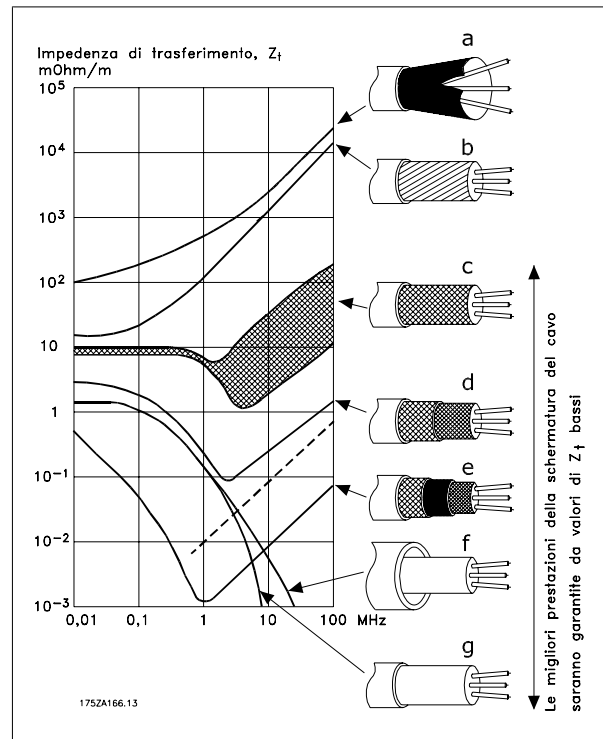 Impedenza di trasferimento, Zt
mOhm/m
10⁵
10⁴
10³
10²
10
1
10⁻¹
10⁻²
10⁻³
0,01 0,1 1 10 100 MHz
a
b
c
d
e
f
g
Le migliori prestazioni della schermatura del cavo
saranno garantite da valori di Zt bassi
175ZA166.13